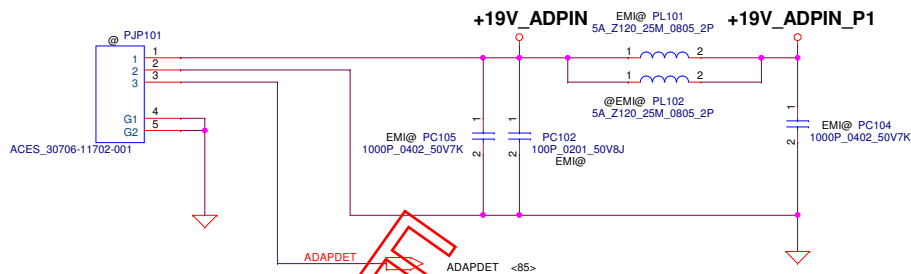 +19V_ADPIN
EMI@ PL101
5A_Z120_25M_0805_2P
+19V_ADPIN_P1
@ PJP101
1
2
3
4
5
1
2
3
G1
G2
ACES_30706-11702-001
1
2
1
2
@EMI@ PL102
5A_Z120_25M_0805_2P
1
2
EMI@ PC105
1000P_0402_50V7K
1
2
PC102
100P_0201_50V8J
EMI@
1
2
EMI@ PC104
1000P_0402_50V7K
ADAPDET
ADAPDET <85>